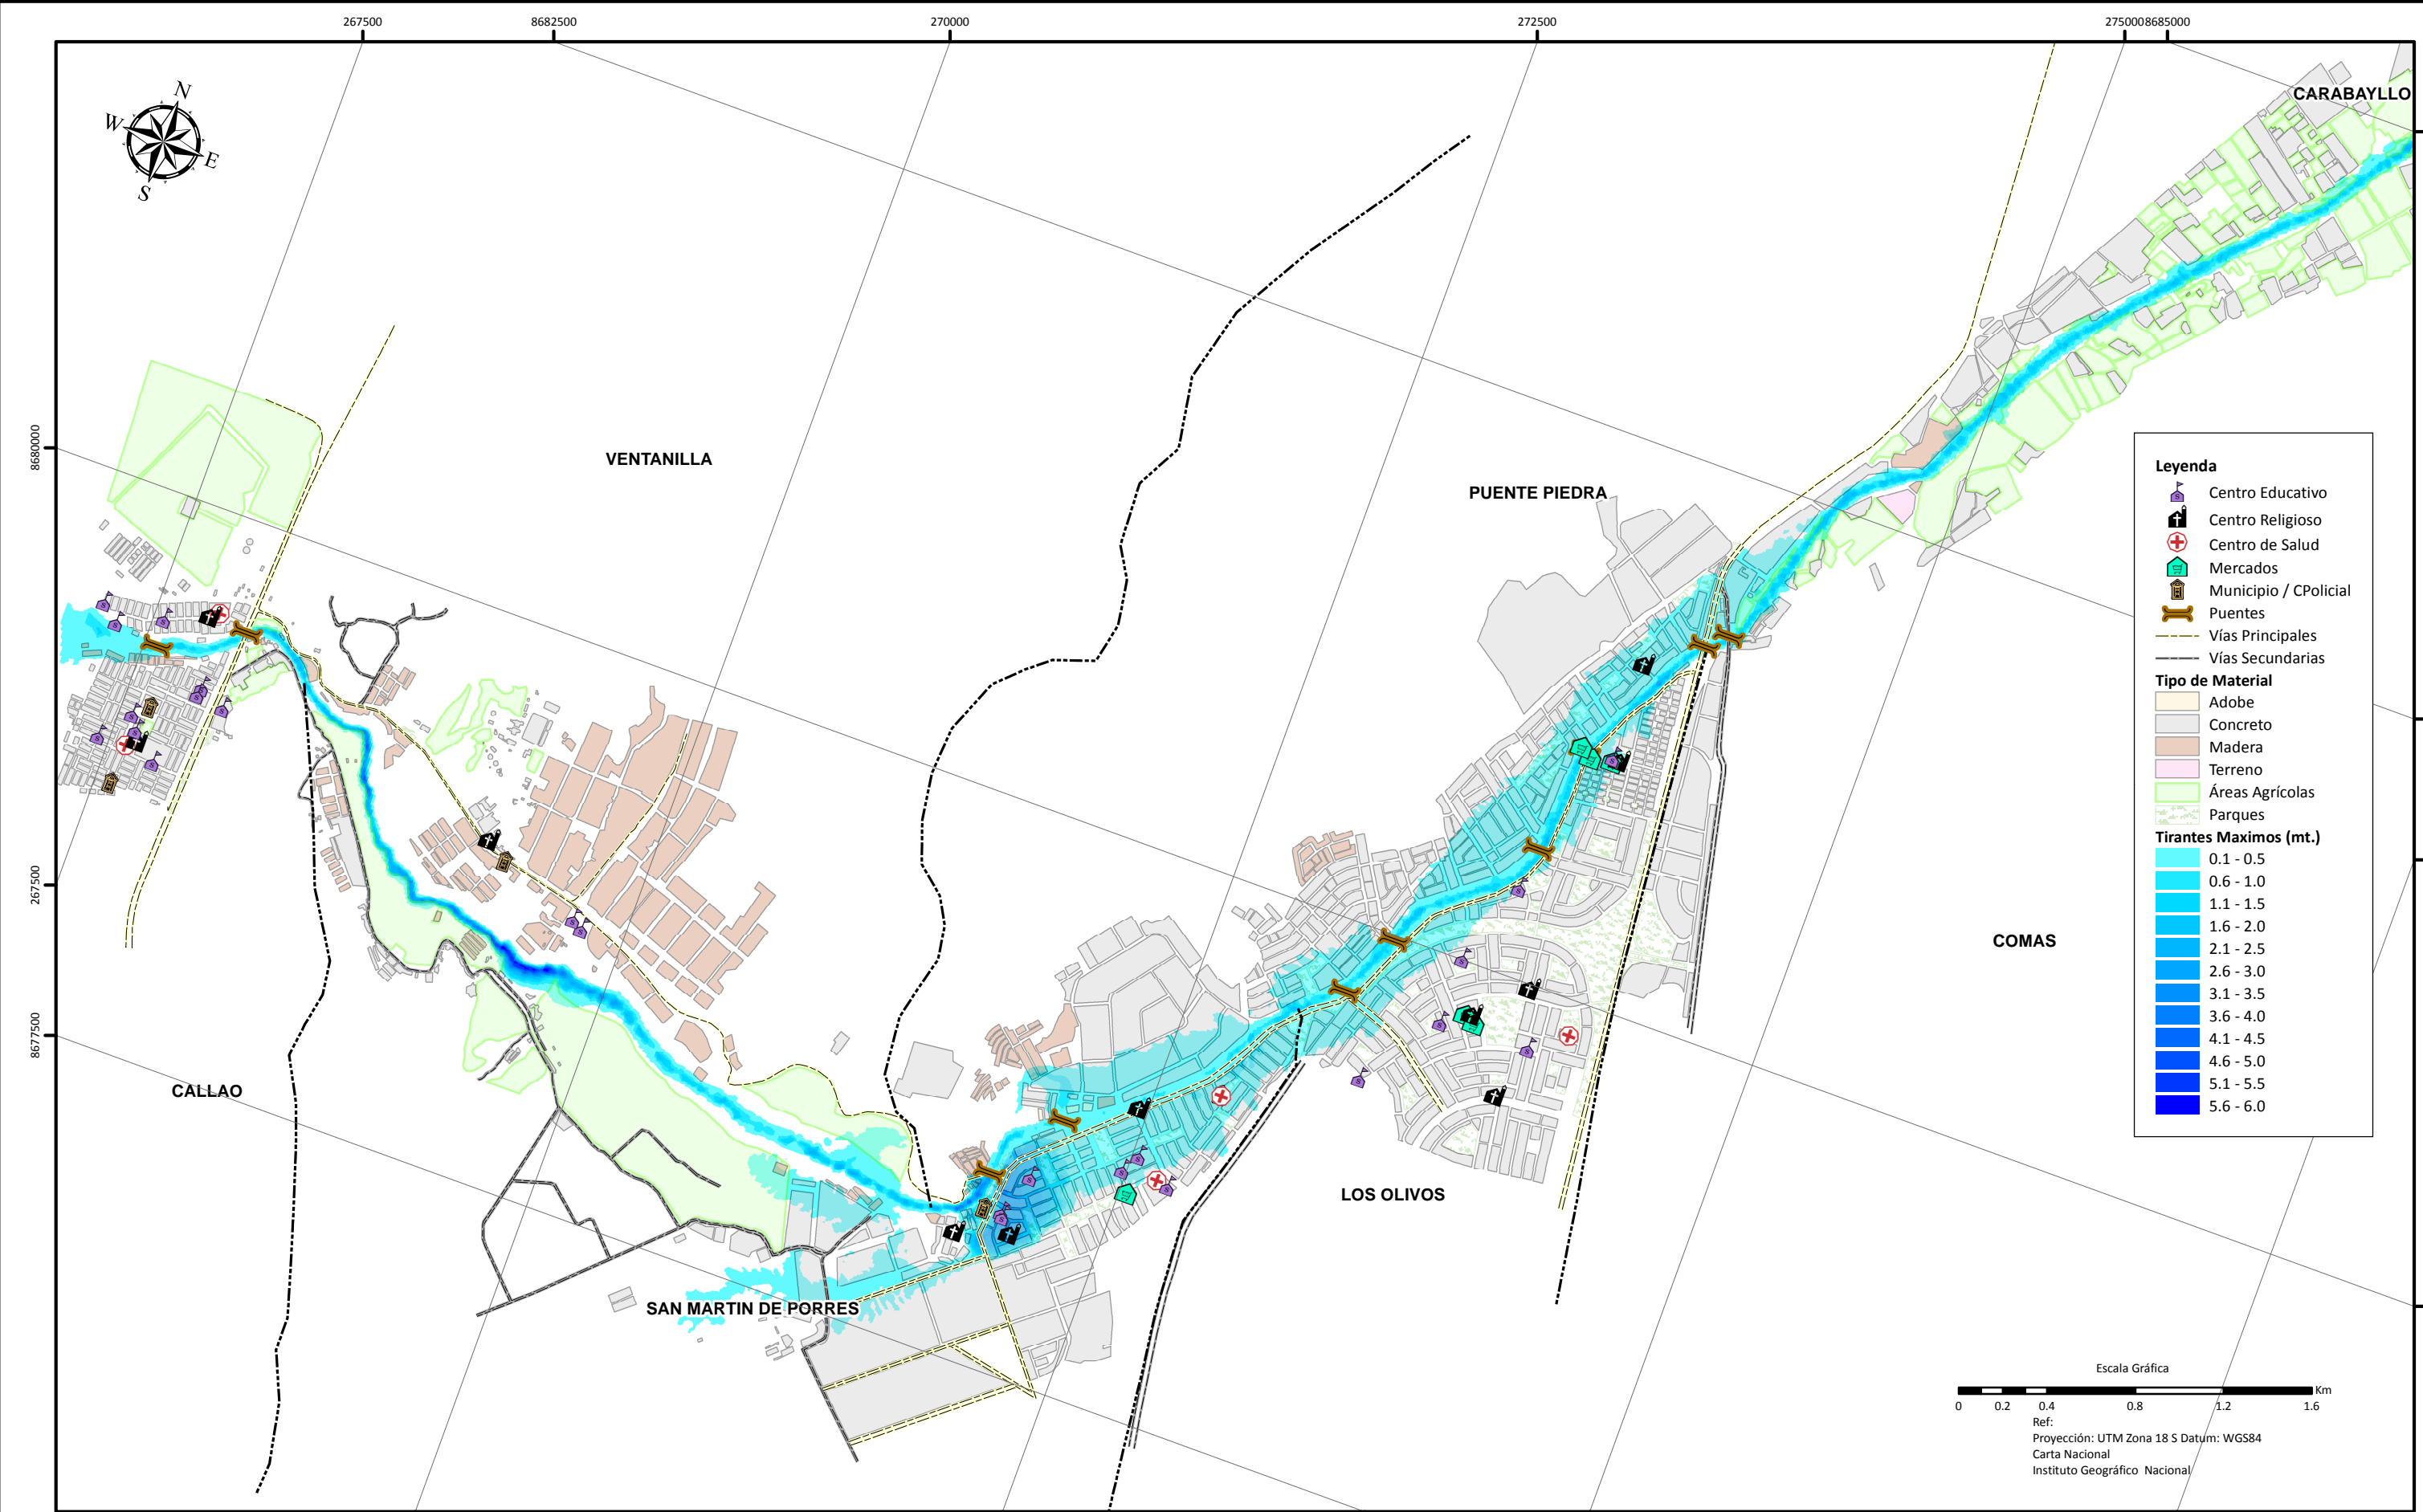 267500
8682500
270000
272500
275000
8685000
N
W
E
S
CARABAYLLO
8680000
VENTANILLA
PUENTE PIEDRA
267500
COMAS
8677500
CALLAO
LOS OLIVOS
SAN MARTIN DE PORRES
Leyenda
Centro Educativo
Centro Religioso
Centro de Salud
Mercados
Municipio / CPolicial
Puentes
Vías Principales
Vías Secundarias
Tipo de Material
Adobe
Concreto
Madera
Terreno
Áreas Agrícolas
Parques
Tirantes Maximos (mt.)
0.1 - 0.5
0.6 - 1.0
1.1 - 1.5
1.6 - 2.0
2.1 - 2.5
2.6 - 3.0
3.1 - 3.5
3.6 - 4.0
4.1 - 4.5
4.6 - 5.0
5.1 - 5.5
5.6 - 6.0
Escala Gráfica
Km
0 0.2 0.4 0.8 1.2 1.6
Ref:
Proyección: UTM Zona 18 S Datum: WGS84
Carta Nacional
Instituto Geográfico Nacional